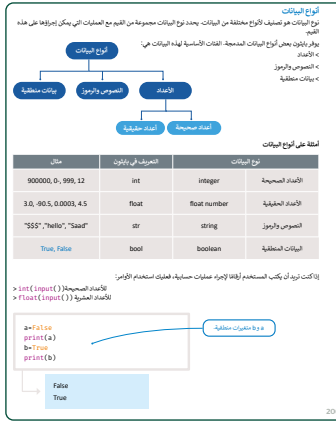 أنواع البيانات
نوع البيانات هو تصنيف لأنواع مختلفة من البيانات. يحدد نوع البيانات مجموعة من القيم مع العمليات التي يمكن إجراؤها على هذه
القيم.
يوفر بايثون بعض أنواع البيانات المدمجة. الفئات الأساسية لهذه البيانات هي:
> الأعداد
> النصوص والرموز
> بيانات منطقية
أنواع البيانات
الأعداد
النصوص والرموز
بيانات منطقية
أعداد صحيحة
أعداد حقيقية
أمثلة على أنواع البيانات
نوع البيانات التعريف في بايثون مثال
الأعداد الصحيحة integer int 900000, 0-, 999, 12
الأعداد الحقيقية float number float 3.0, -90.5, 0.0003, 4.5
النصوص والرموز string str "$$$" ,"hello", "Saad"
البيانات المنطقية boolean bool True, False
إذا كنت تريد أن يكتب المستخدم أرقامًا لإجراء عمليات حسابية، فعليك استخدام الأوامر:
> int(input()) للأعداد الصحيحة
> float(input()) للأعداد العشرية
a=False
print(a)
b=True
print(b)
a و b متغيرات منطقية
False
True